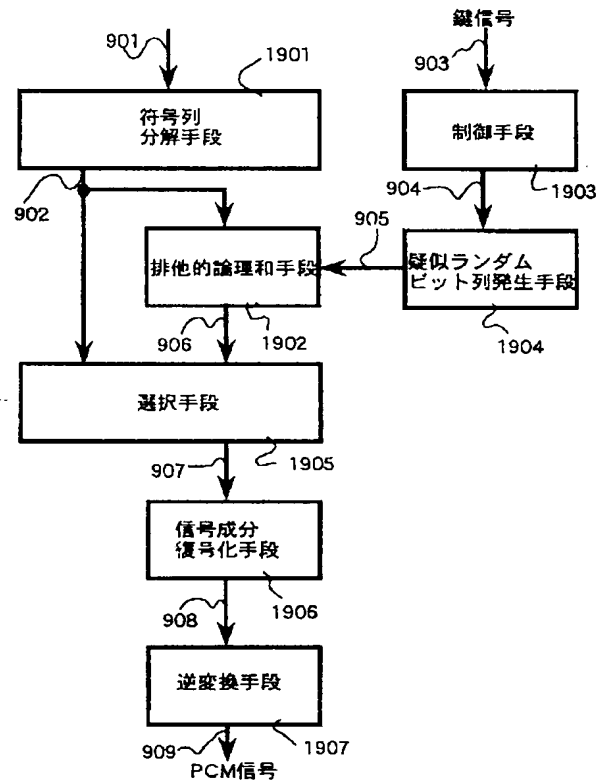 鍵信号
901
1901
903
符号列
分解手段
制御手段
902
904
1903
905
排他的論理和手段
疑似ランダム
ビット列発生手段
906
1902
1904
選択手段
907
1905
信号成分
復号化手段
908
1906
逆変換手段
909
1907
PCM信号